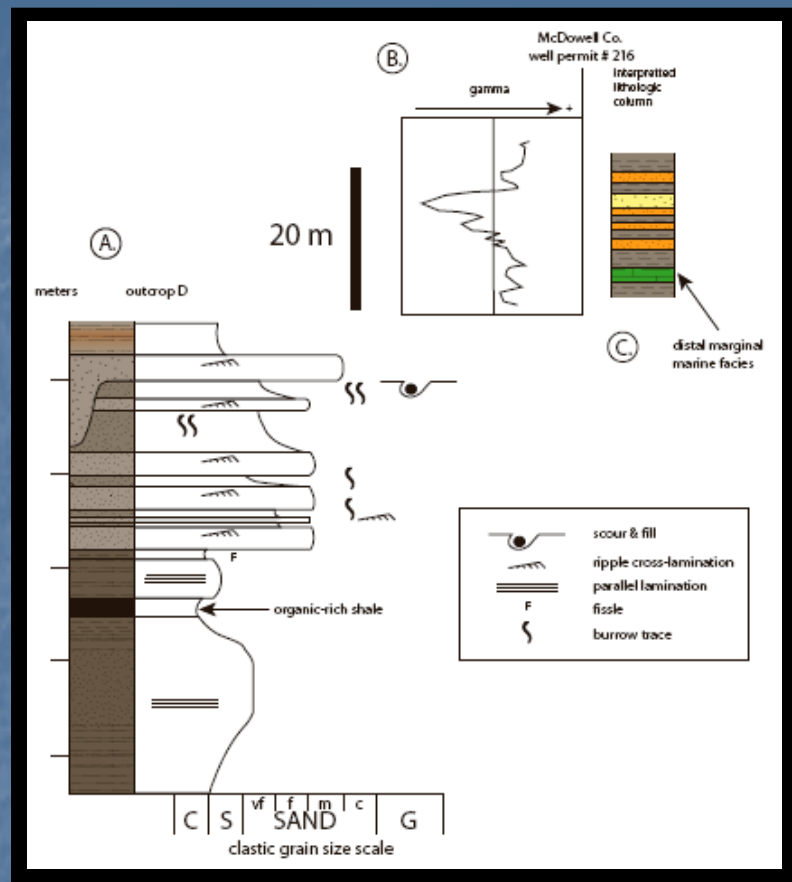 McDowell Co.
well permit # 216
B.
gamma
+
interpretted
lithologic
column
20 m
A.
meters
outcrop D
C.
distal marginal
marine facies
F
organic-rich shale
scour & fill
ripple cross-lamination
parallel lamination
F
fissle
burrow trace
vf f m c
C S SAND G
clastic grain size scale